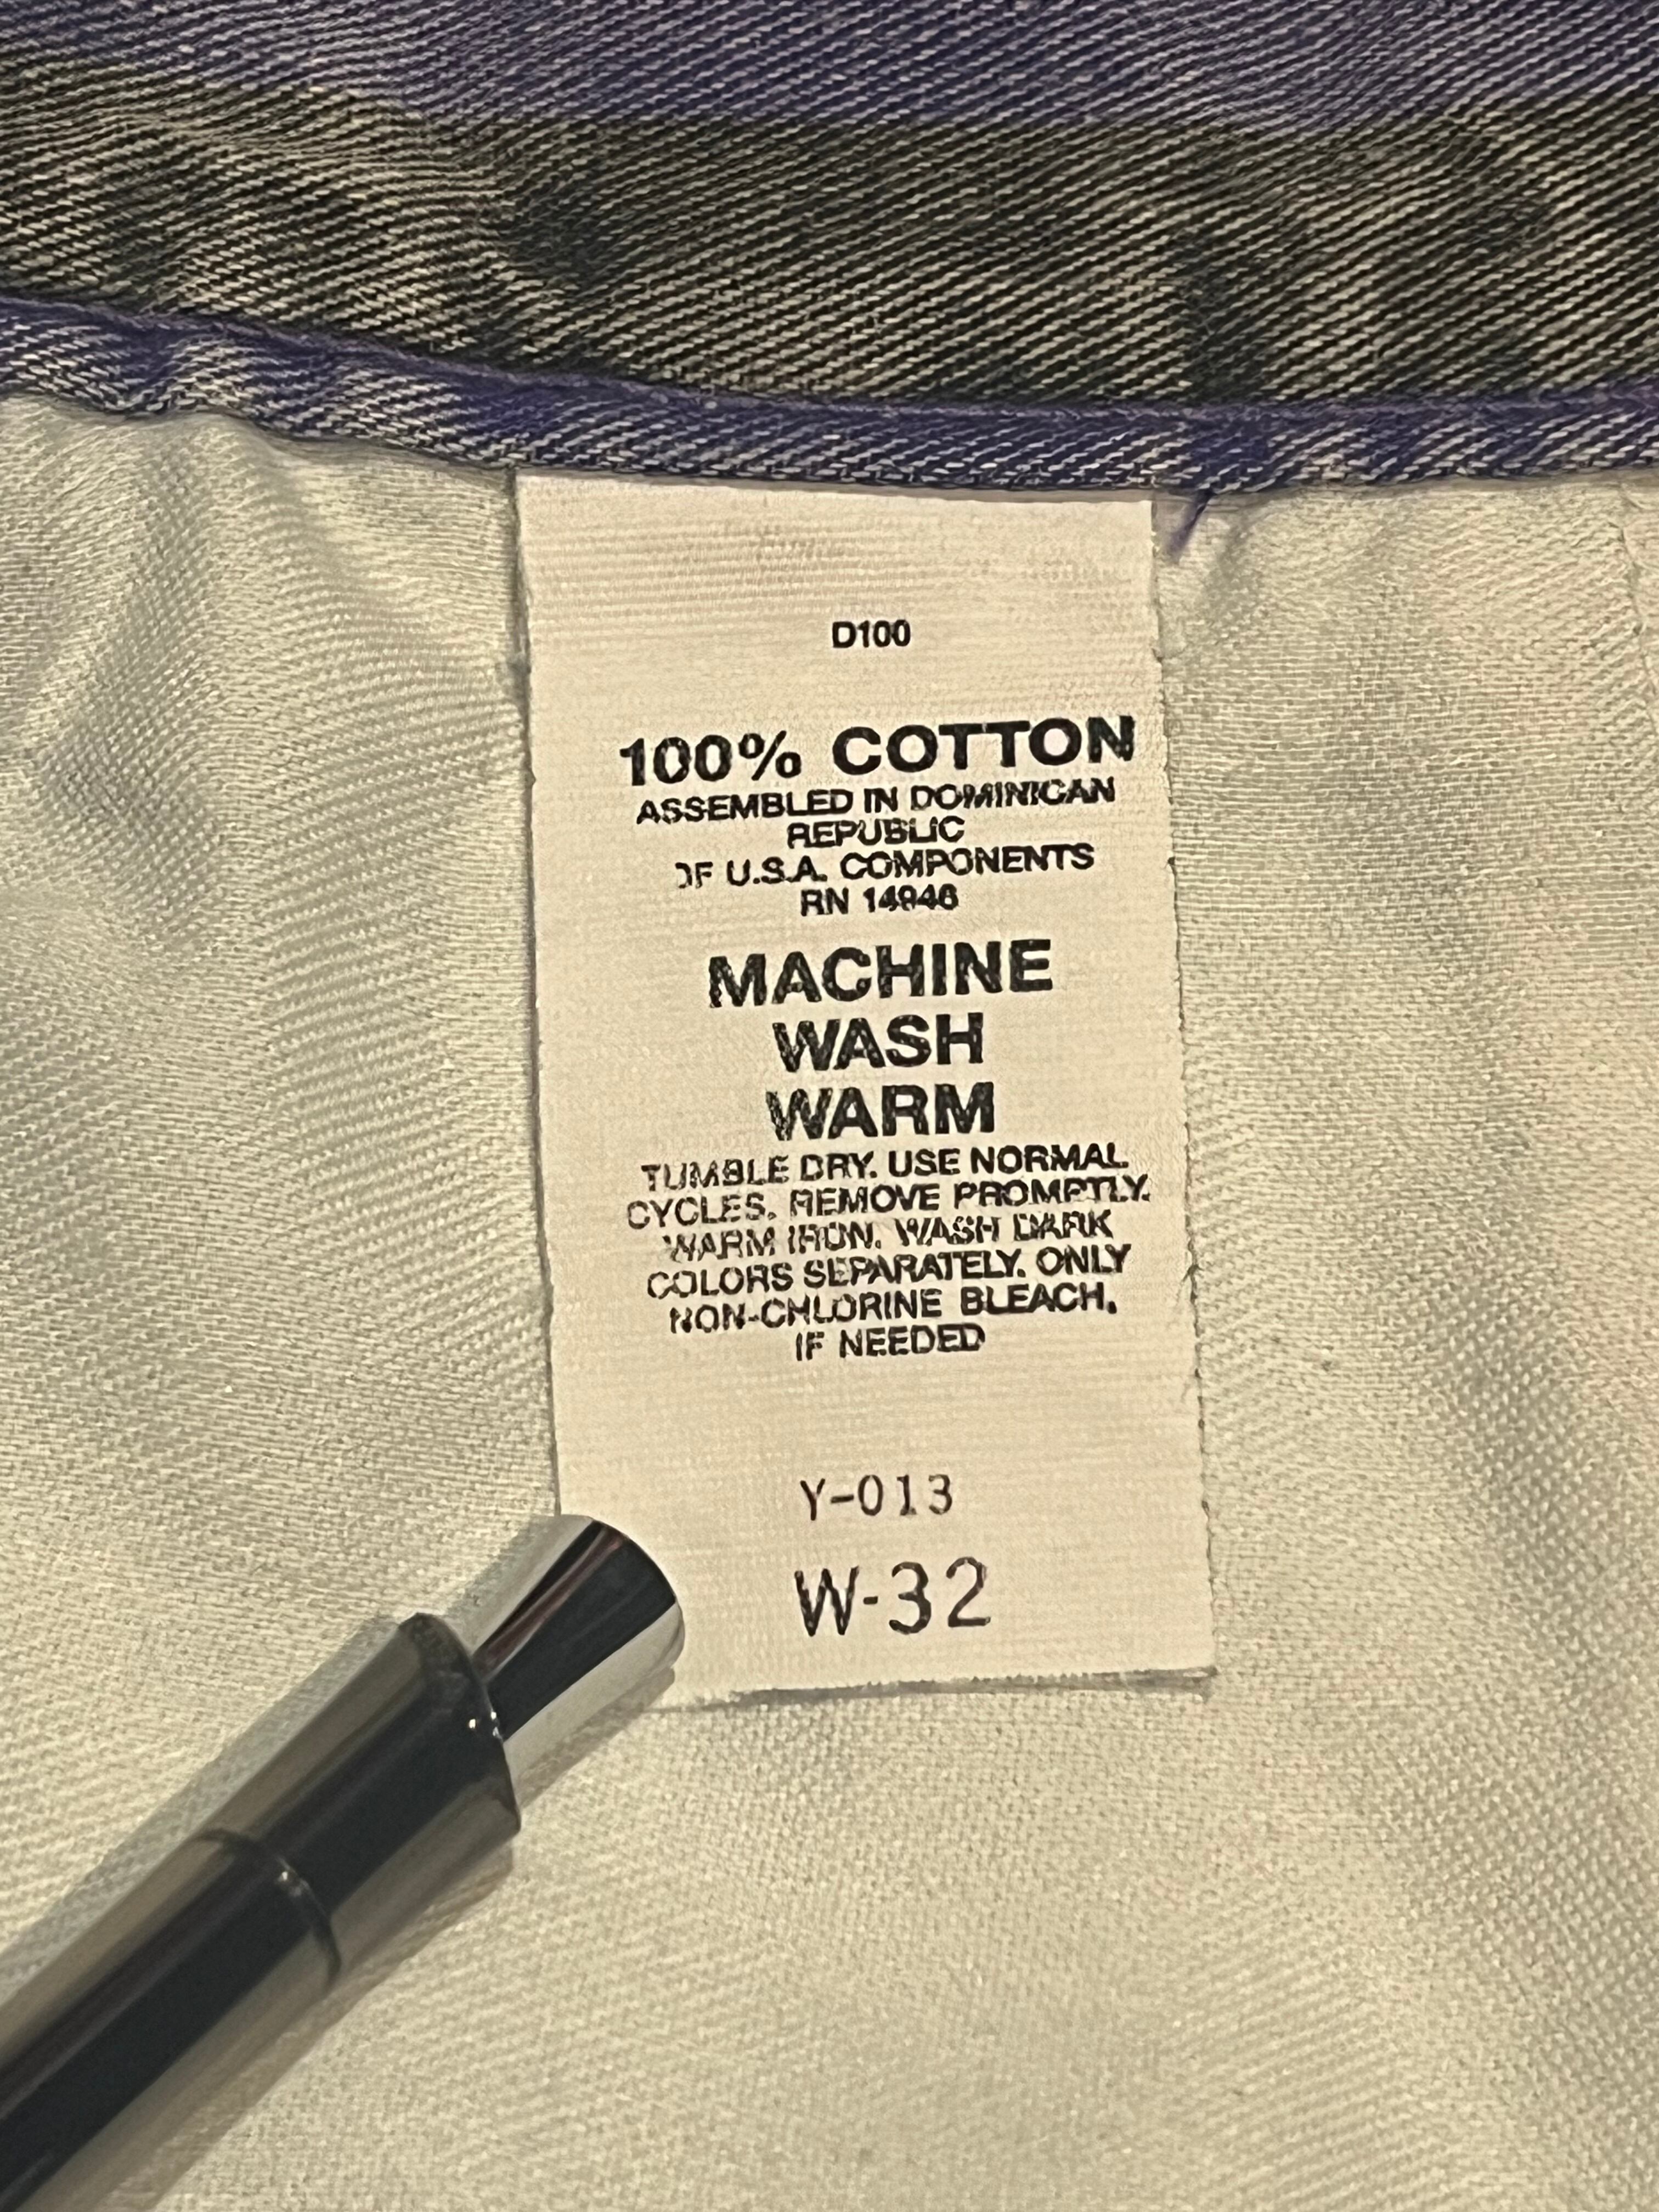 D100
100% COTTON
ASSEMBLED IN DOMINICAN
REPUBLIC
OF U.S.A. COMPONENTS
RN 14946
MACHINE
WASH
WARM
TUMBLE DRY. USE NORMAL
CYCLES. REMOVE PROMPTLY.
WARM IRON. WASH DARK
COLORS SEPARATELY. ONLY
NON-CHLORINE BLEACH,
IF NEEDED
Y-013
W-32